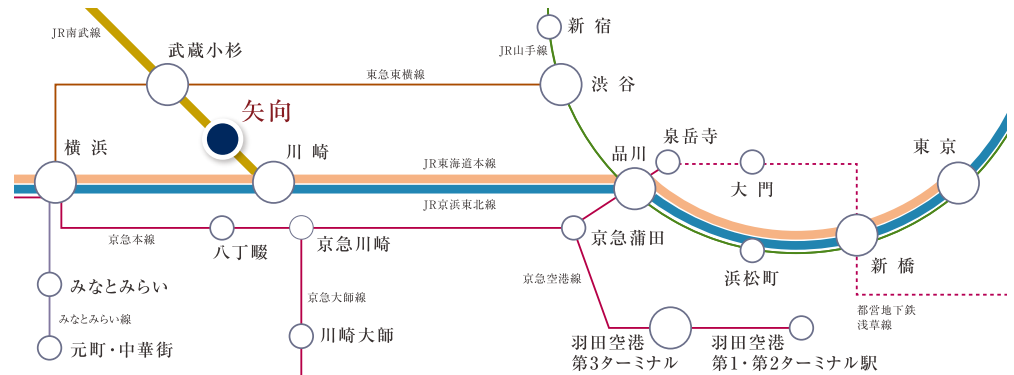 新宿
JR南武線
武蔵小杉
JR山手線
東急東横線
渋谷
矢向
横浜
川崎
JR東海道本線
品川
泉岳寺
大門
東京
JR京浜東北線
京急本線
八丁畷
京急川崎
京急蒲田
浜松町
新橋
みなとみらい
京急空港線
京急大師線
みなとみらい線
都営地下鉄
浅草線
元町・中華街
川崎大師
羽田空港
第3ターミナル
羽田空港
第1・第2ターミナル駅